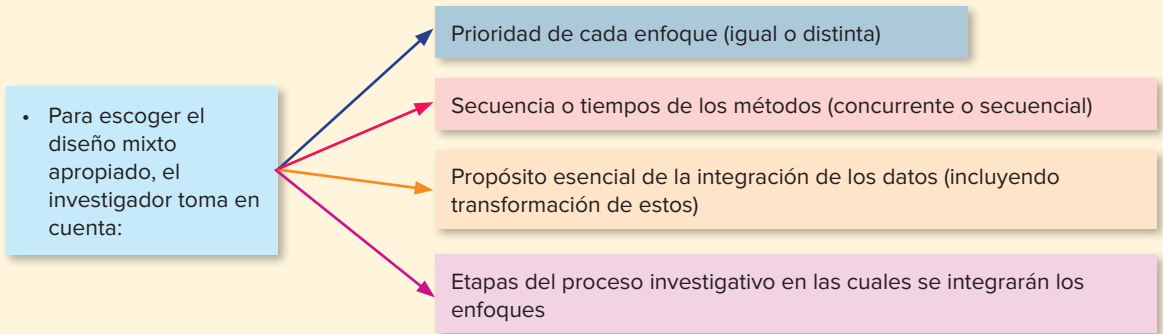 • Para escoger el
diseño mixto
apropiado, el
investigador toma en
cuenta:
Prioridad de cada enfoque (igual o distinta)
Secuencia o tiempos de los métodos (concurrente o secuencial)
Propósito esencial de la integración de los datos (incluyendo
transformación de estos)
Etapas del proceso investigativo en las cuales se integrarán los
enfoques